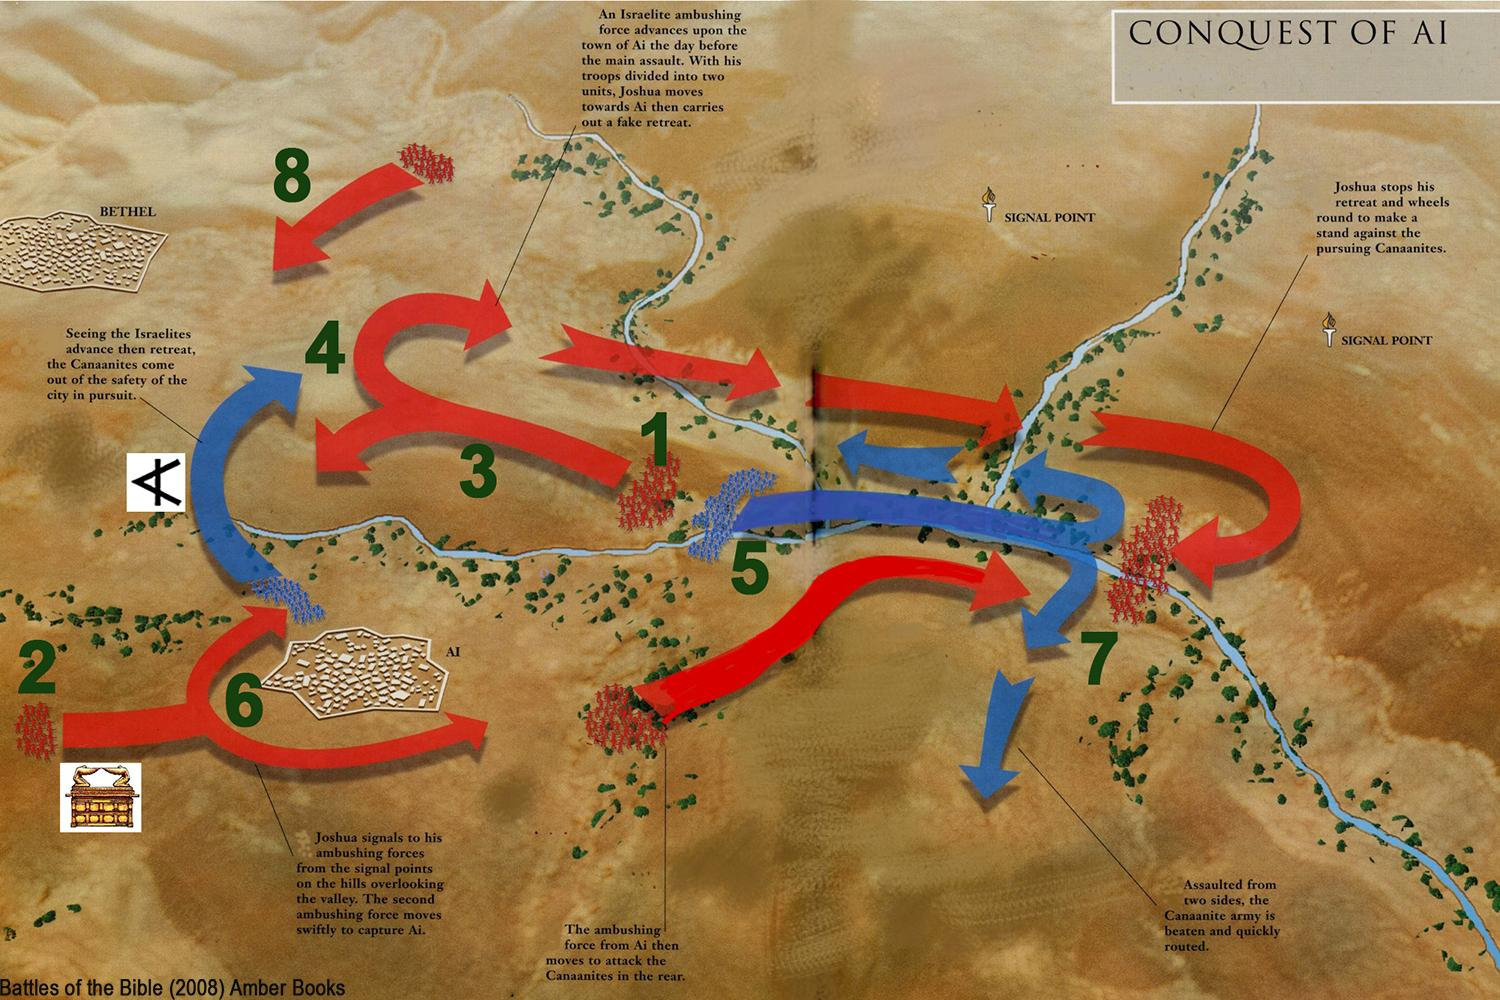 CONQUEST OF AI
An Israelite ambushing
force advances upon the
town of Ai the day before
the main assault. With his
troops divided into two
units, Joshua moves
towards Ai then carries
out a fake retreat.
8
BETHEL
SIGNAL POINT
Joshua stops his
retreat and wheels
round to make a
stand against the
pursuing Canaanites.
SIGNAL POINT
Seeing the Israelites
advance then retreat,
the Canaanites come
out of the safety of the
city in pursuit.
4
1
3
5
2
6
AI
7
Joshua signals to his
ambushing forces
from the signal points
on the hills overlooking
the valley. The second
ambushing force moves
swiftly to capture Ai.
The ambushing
force from Ai then
moves to attack the
Canaanites in the rear.
Assaulted from
two sides, the
Canaanite army is
beaten and quickly
routed.
Battles of the Bible (2008) Amber Books